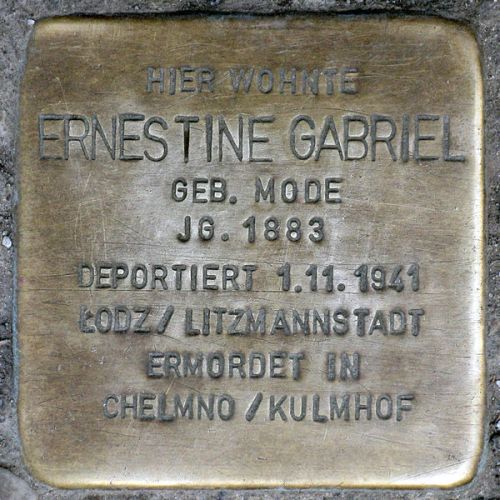 HIER WOHNTE
ERNESTINE GABRIEL
GEB. MODE
JG. 1883
DEPORTIERT 1.11.1941
ŁODZ / LITZMANNSTADT
ERMORDET IN
CHELMNO / KULMHOF